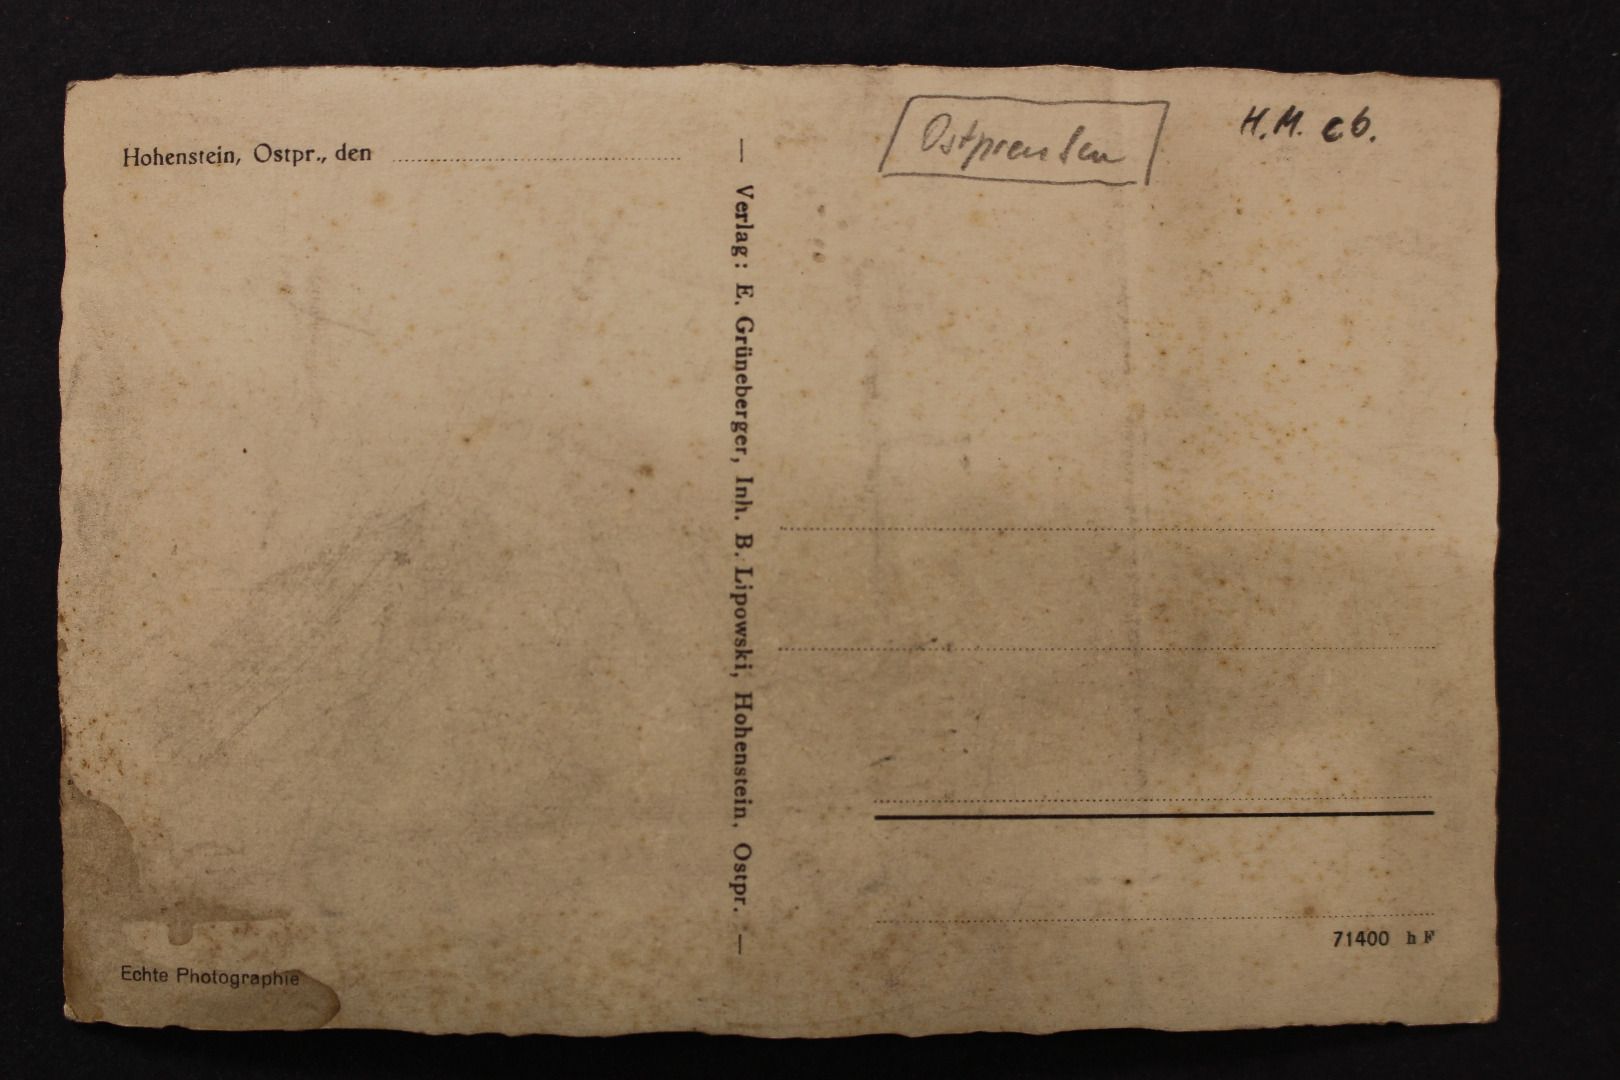 Hohenstein, Ostpr., den
Ostpreußen
H.M. cb.
— Verlag: E. Grüneberger, Inh. B. Lipowski, Hohenstein, Ostpr. —
71400 h F
Echte Photographie